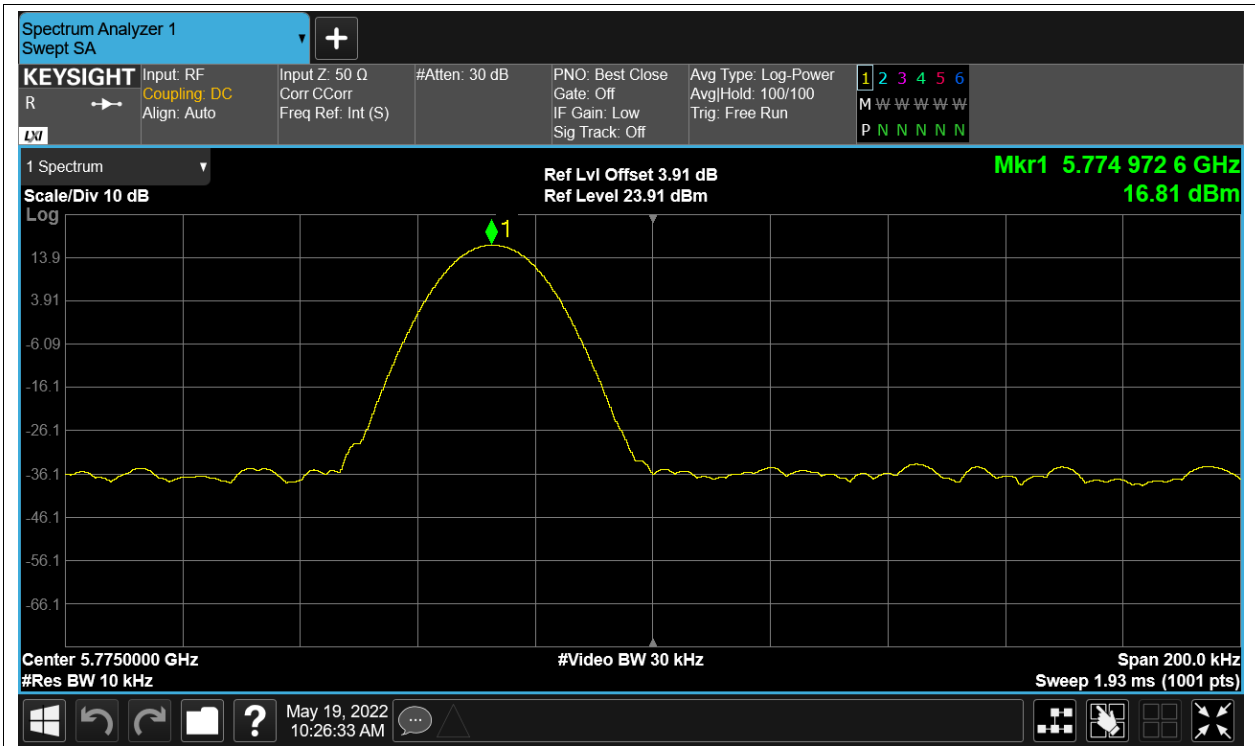 Spectrum Analyzer 1
Swept SA
KEYSIGHT
R
LXI
Input: RF
Coupling: DC
Align: Auto
Input Z: 50 Ω
Corr CCorr
Freq Ref: Int (S)
#Atten: 30 dB
PNO: Best Close
Gate: Off
IF Gain: Low
Sig Track: Off
Avg Type: Log-Power
Avg|Hold: 100/100
Trig: Free Run
1 2 3 4 5 6
M W W W W W
P N N N N N
1 Spectrum
Scale/Div 10 dB
Log
Ref Lvl Offset 3.91 dB
Ref Level 23.91 dBm
Mkr1 5.774 972 6 GHz
16.81 dBm
1
13.9
3.91
-6.09
-16.1
-26.1
-36.1
-46.1
-56.1
-66.1
Center 5.7750000 GHz
#Res BW 10 kHz
#Video BW 30 kHz
Span 200.0 kHz
Sweep 1.93 ms (1001 pts)
?
May 19, 2022
10:26:33 AM